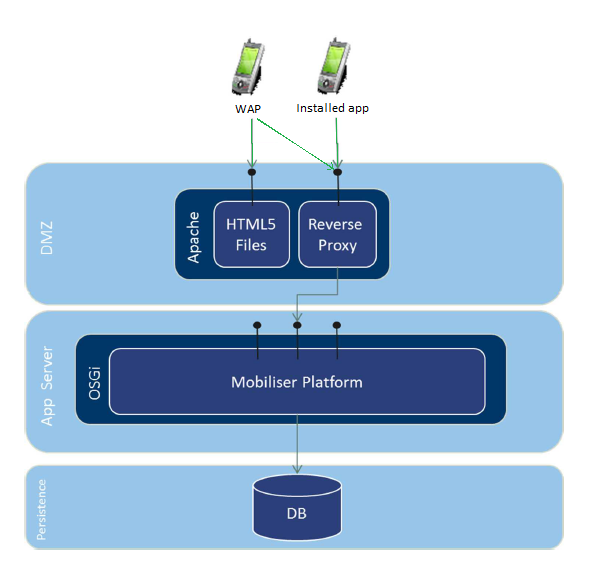 WAP
Installed app
DMZ
Apache
HTML5
Files
Reverse
Proxy
App Server
OSGi
Mobiliser Platform
Persistence
DB